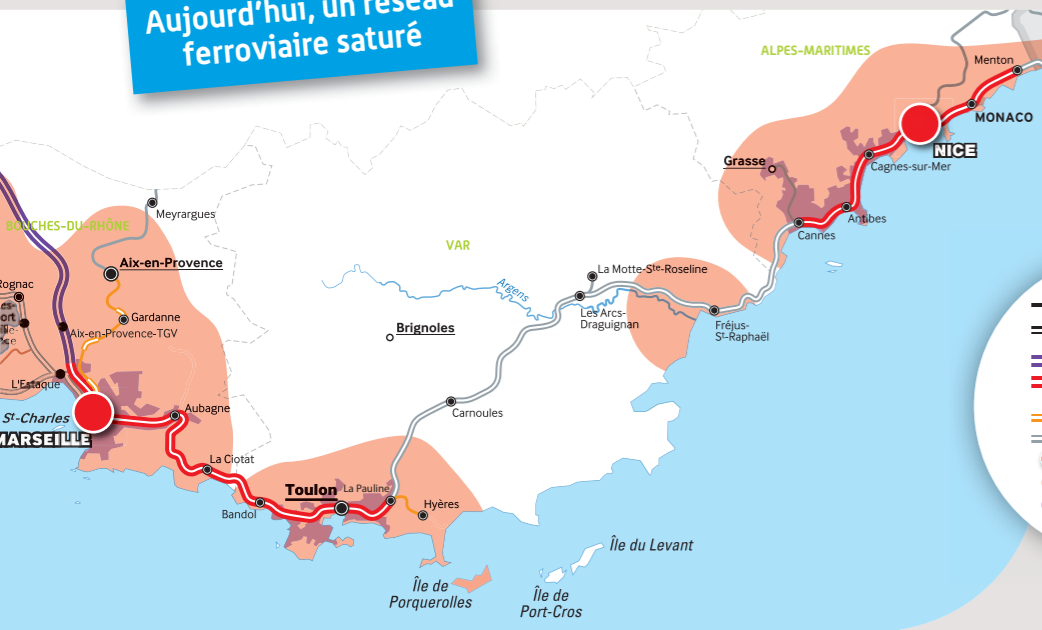 Aujourd'hui, un réseau
ferroviaire saturé
ALPES-MARITIMES
Menton
MONACO
NICE
Cagnes-sur-Mer
Grasse
Antibes
Cannes
Meyrargues
BOUCHES-DU-RHÔNE
VAR
Aix-en-Provence
La Motte-Ste-Roseline
Argens
Rognac
Gardanne
Les Arcs-
Draguignan
Fréjus-
St-Raphaël
Brignoles
Aix-en-Provence-TGV
L'Estaque
St-Charles
MARSEILLE
Aubagne
Carnoules
La Ciotat
Toulon
La Pauline
Hyères
Bandol
Île du Levant
Île de
Porquerolles
Île de
Port-Cros